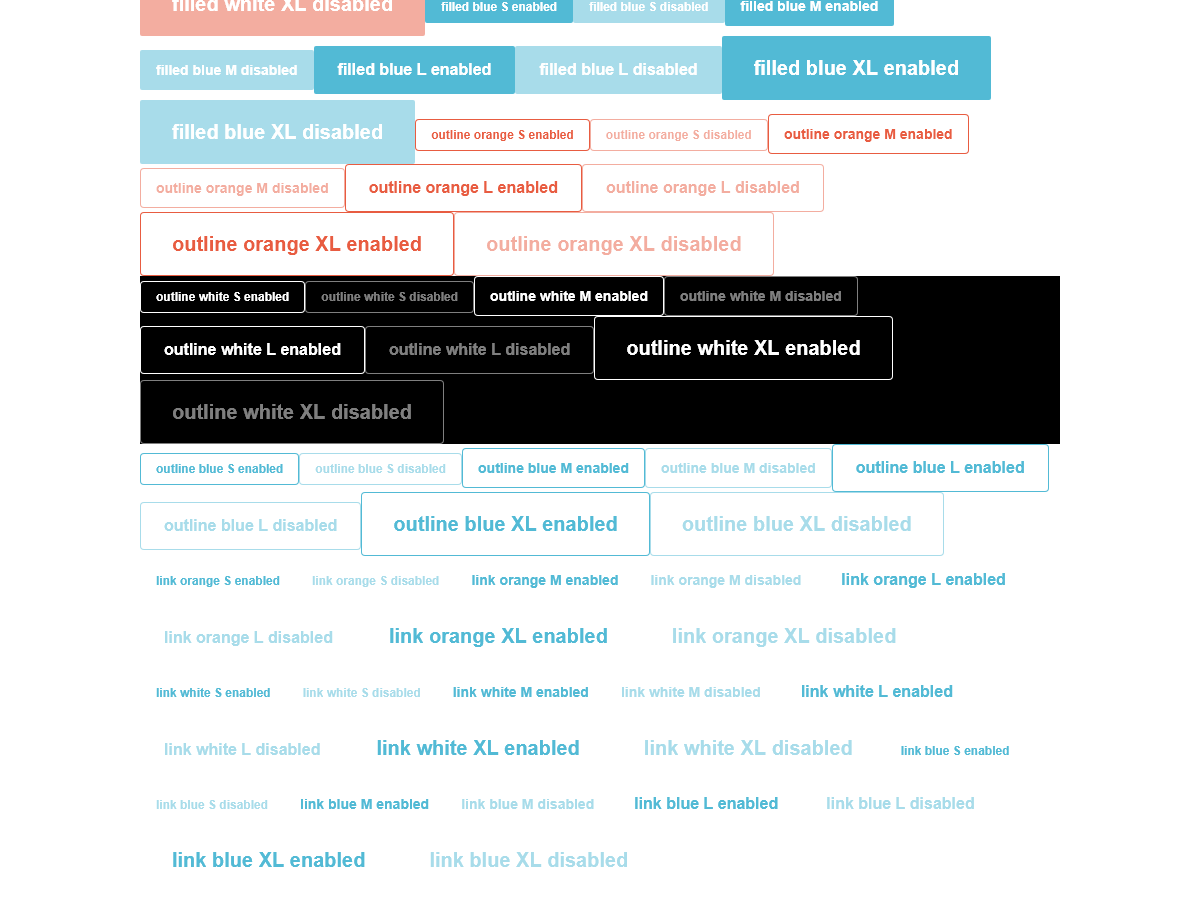 filled white XL disabled filled blue S enabled filled blue S disabled filled blue M enabled
filled blue M disabled filled blue L enabled filled blue L disabled filled blue XL enabled
filled blue XL disabled outline orange S enabled outline orange S disabled outline orange M enabled
outline orange M disabled outline orange L enabled outline orange L disabled
outline orange XL enabled outline orange XL disabled
outline white S enabled outline white S disabled outline white M enabled outline white M disabled
outline white L enabled outline white L disabled outline white XL enabled
outline white XL disabled
outline blue S enabled outline blue S disabled outline blue M enabled outline blue M disabled outline blue L enabled
outline blue L disabled outline blue XL enabled outline blue XL disabled
link orange S enabled link orange S disabled link orange M enabled link orange M disabled link orange L enabled
link orange L disabled link orange XL enabled link orange XL disabled
link white S enabled link white S disabled link white M enabled link white M disabled link white L enabled
link white L disabled link white XL enabled link white XL disabled link blue S enabled
link blue S disabled link blue M enabled link blue M disabled link blue L enabled link blue L disabled
link blue XL enabled link blue XL disabled